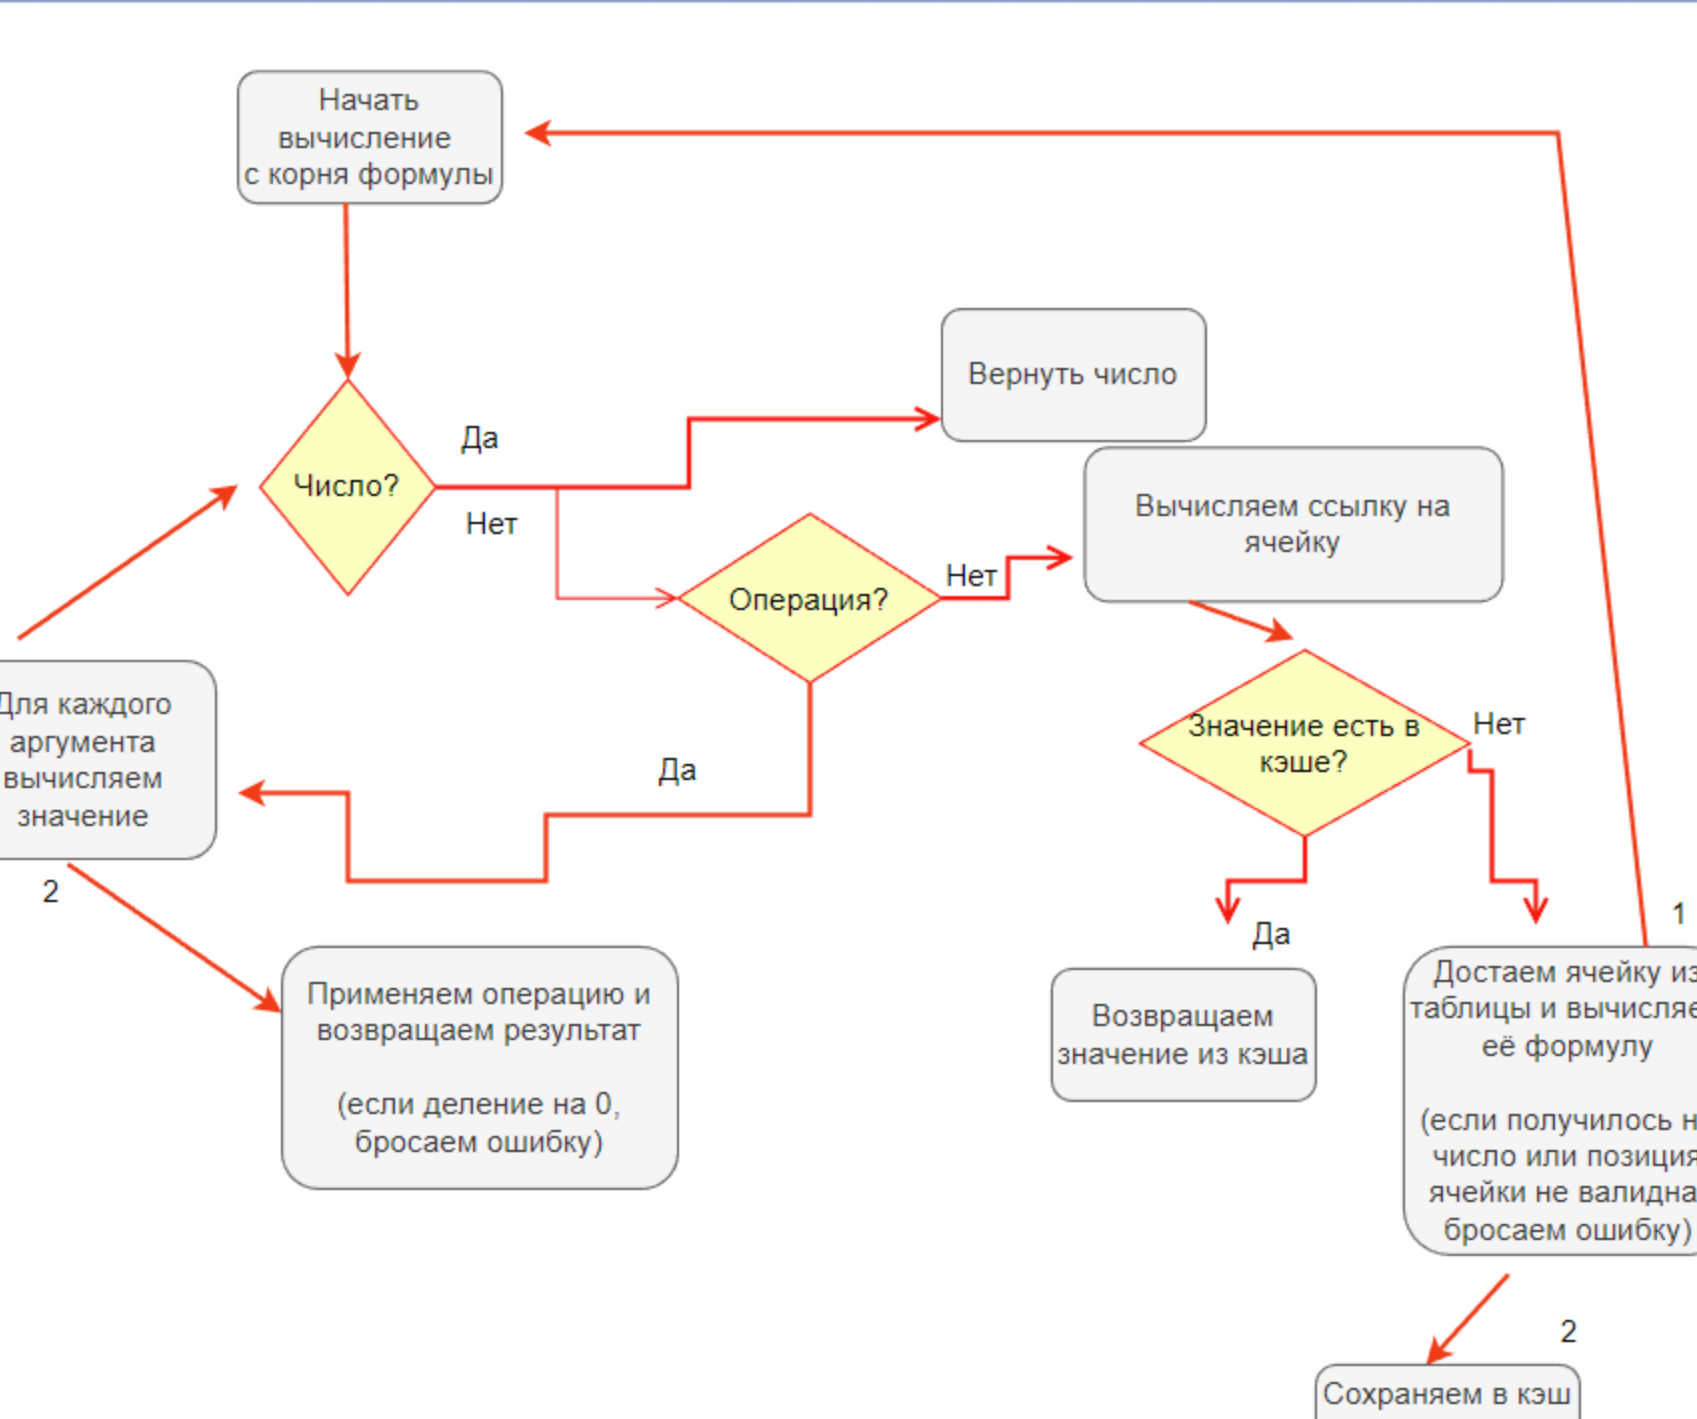 Начать
вычисление
с корня формулы
Вернуть число
Да
Число?
Нет
Вычисляем ссылку на
ячейку
Операция?
Нет
Для каждого
аргумента
вычисляем
значение
Да
Значение есть в
кэше?
Нет
2
Да
1
Применяем операцию и
возвращаем результат
(если деление на 0,
бросаем ошибку)
Возвращаем
значение из кэша
Достаем ячейку из
таблицы и
её формулу
(если получилось
число или позиция
ячейки не валидна
бросаем ошибку)
2
Сохраняем в кэш